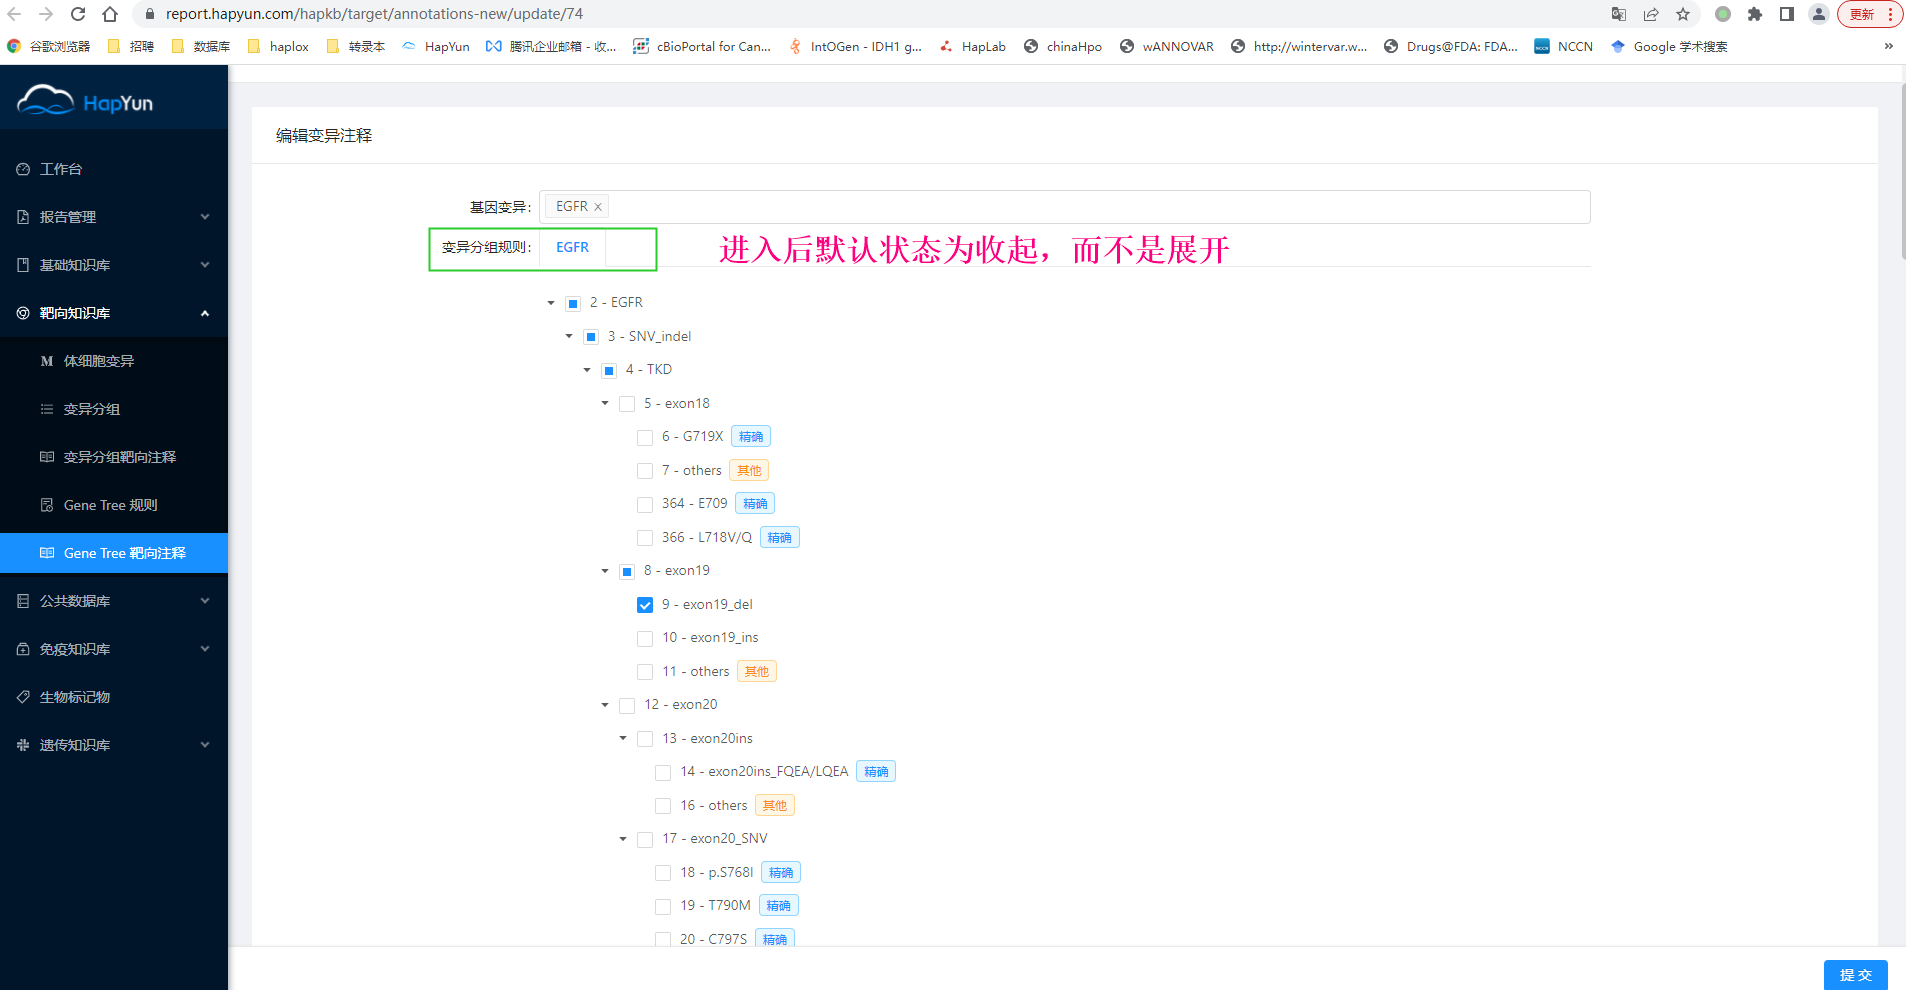 report.hapyun.com/hapkb/target/annotations-new/update/74
更新
谷歌浏览器 招聘 数据库 haplox 转录本 HapYun 腾讯企业邮箱 - 收... cBioPortal for Can... IntOGen - IDH1 g... HapLab chinaHpo wANNOVAR http://wintervar.w... Drugs@FDA: FDA... NCCN Google 学术搜索 »
HapYun
工作台
报告管理
基础知识库
靶向知识库
M 体细胞变异
变异分组
变异分组靶向注释
Gene Tree 规则
Gene Tree 靶向注释
公共数据库
免疫知识库
生物标记物
遗传知识库
编辑变异注释
基因变异: EGFR ×
变异分组规则: EGFR
进入后默认状态为收起，而不是展开
2 - EGFR
3 - SNV_indel
4 - TKD
5 - exon18
6 - G719X 精确
7 - others 其他
364 - E709 精确
366 - L718V/Q 精确
8 - exon19
9 - exon19_del
10 - exon19_ins
11 - others 其他
12 - exon20
13 - exon20ins
14 - exon20ins_FQEA/LQEA 精确
16 - others 其他
17 - exon20_SNV
18 - p.S768I 精确
19 - T790M 精确
20 - C797S 精确
提 交